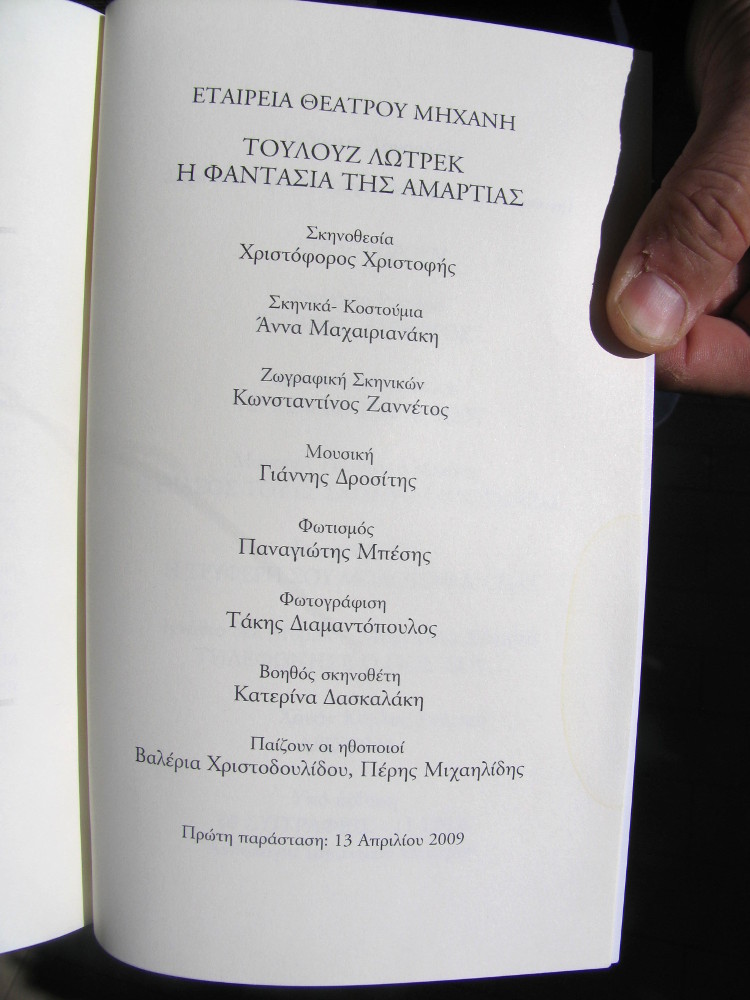 ΕΤΑΙΡΕΙΑ ΘΕΑΤΡΟΥ ΜΗΧΑΝΗ
ΤΟΥΛΟΥΖ ΛΩΤΡΕΚ
Η ΦΑΝΤΑΣΙΑ ΤΗΣ ΑΜΑΡΤΙΑΣ
Σκηνοθεσία
Χριστόφορος Χριστοφής
Σκηνικά- Κοστούμια
Άννα Μαχαιριανάκη
Ζωγραφική Σκηνικών
Κωνσταντίνος Ζαννέτος
Μουσική
Γιάννης Δροσίτης
Φωτισμός
Παναγιώτης Μπέσης
Φωτογράφιση
Τάκης Διαμαντόπουλος
Βοηθός σκηνοθέτη
Κατερίνα Δασκαλάκη
Παίζουν οι ηθοποιοί
Βαλέρια Χριστοδουλίδου, Πέρης Μιχαηλίδης
Πρώτη παράσταση: 13 Απριλίου 2009